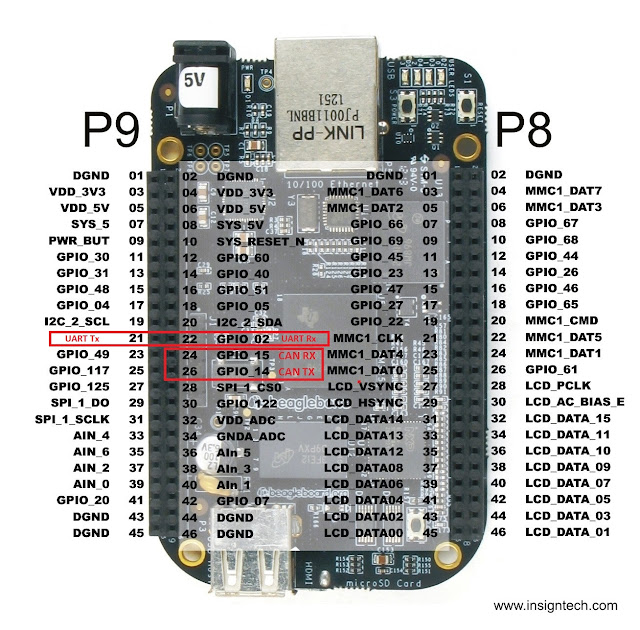 PWR
TP4
USB
USER LEDS
S1
5V
LINK-PP
PJ0011BBNL
1251
S3
POWER
RESET
P9
P8
10/100 Ethernet
DGND 01 02 DGND DGND 01 02 DGND
VDD_3V3 03 04 VDD_3V3 MMC1_DAT6 03 04 MMC1_DAT7
VDD_5V 05 06 VDD_5V MMC1_DAT2 05 06 MMC1_DAT3
SYS_5 07 08 SYS_5V GPIO_66 07 08 GPIO_67
PWR_BUT 09 10 SYS_RESET_N GPIO_69 09 10 GPIO_68
GPIO_30 11 12 GPIO_60 GPIO_45 11 12 GPIO_44
GPIO_31 13 14 GPIO_40 GPIO_23 13 14 GPIO_26
GPIO_48 15 16 GPIO_51 GPIO_47 15 16 GPIO_46
GPIO_04 17 18 GPIO_05 GPIO_27 17 18 GPIO_65
I2C_2_SCL 19 20 I2C_2_SDA GPIO_22 19 20 MMC1_CMD
UART Tx 21 22 GPIO_02 UART Rx MMC1_CLK 21 22 MMC1_DAT5
GPIO_49 23 24 GPIO_15 CAN RX MMC1_DAT4 23 24 MMC1_DAT1
GPIO_117 25 26 GPIO_14 CAN TX MMC1_DAT0 25 26 GPIO_61
GPIO_125 27 28 SPI_1_CS0 LCD_VSYNC 27 28 LCD_PCLK
SPI_1_DO 29 30 GPIO_122 LCD_HSYNC 29 30 LCD_AC_BIAS_E
SPI_1_SCLK 31 32 VDD_ADC LCD_DATA14 31 32 LCD_DATA_15
AIN_4 33 34 GNDA_ADC LCD_DATA13 33 34 LCD_DATA_11
AIN_6 35 36 AIn_5 LCD_DATA12 35 36 LCD_DATA_10
AIN_2 37 38 AIn_3 LCD_DATA08 37 38 LCD_DATA_09
AIN_0 39 40 AIn_1 LCD_DATA06 39 40 LCD_DATA_07
GPIO_20 41 42 GPIO_07 LCD_DATA04 41 42 LCD_DATA_05
DGND 43 44 DGND LCD_DATA02 43 44 LCD_DATA_03
DGND 45 46 DGND LCD_DATA00 45 46 LCD_DATA_01
HDMI
microSD Card
www.insigntech.com